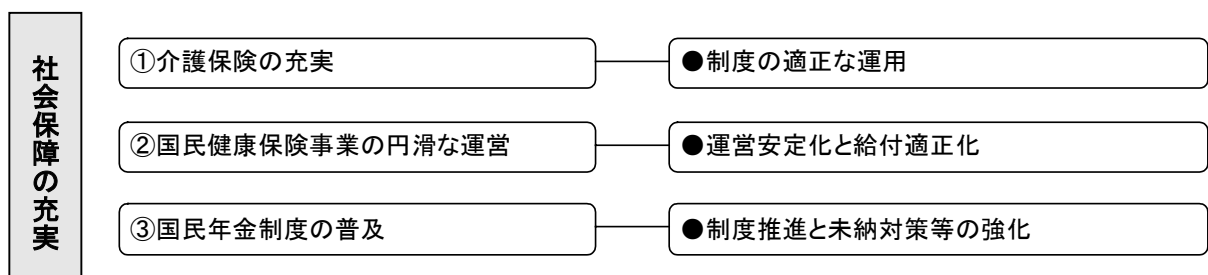 社会保障の充実
①介護保険の充実
●制度の適正な運用
②国民健康保険事業の円滑な運営
●運営安定化と給付適正化
③国民年金制度の普及
●制度推進と未納対策等の強化